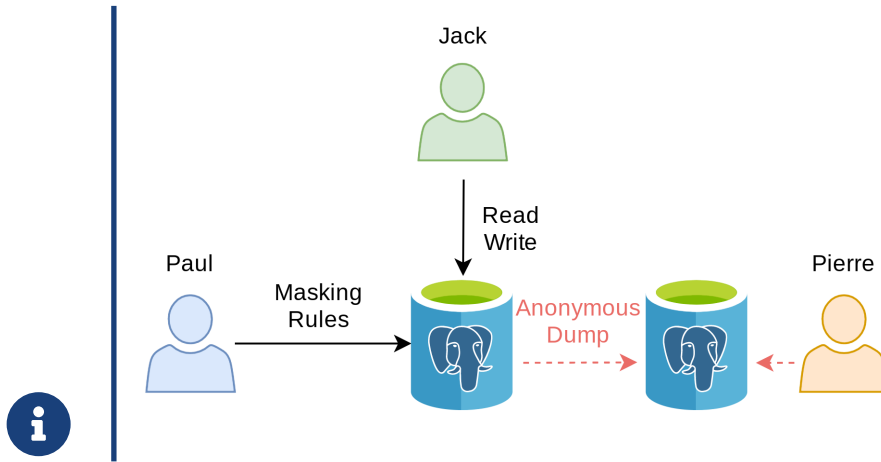 Jack
Read
Write
Paul
Pierre
Masking
Rules
Anonymous
Dump